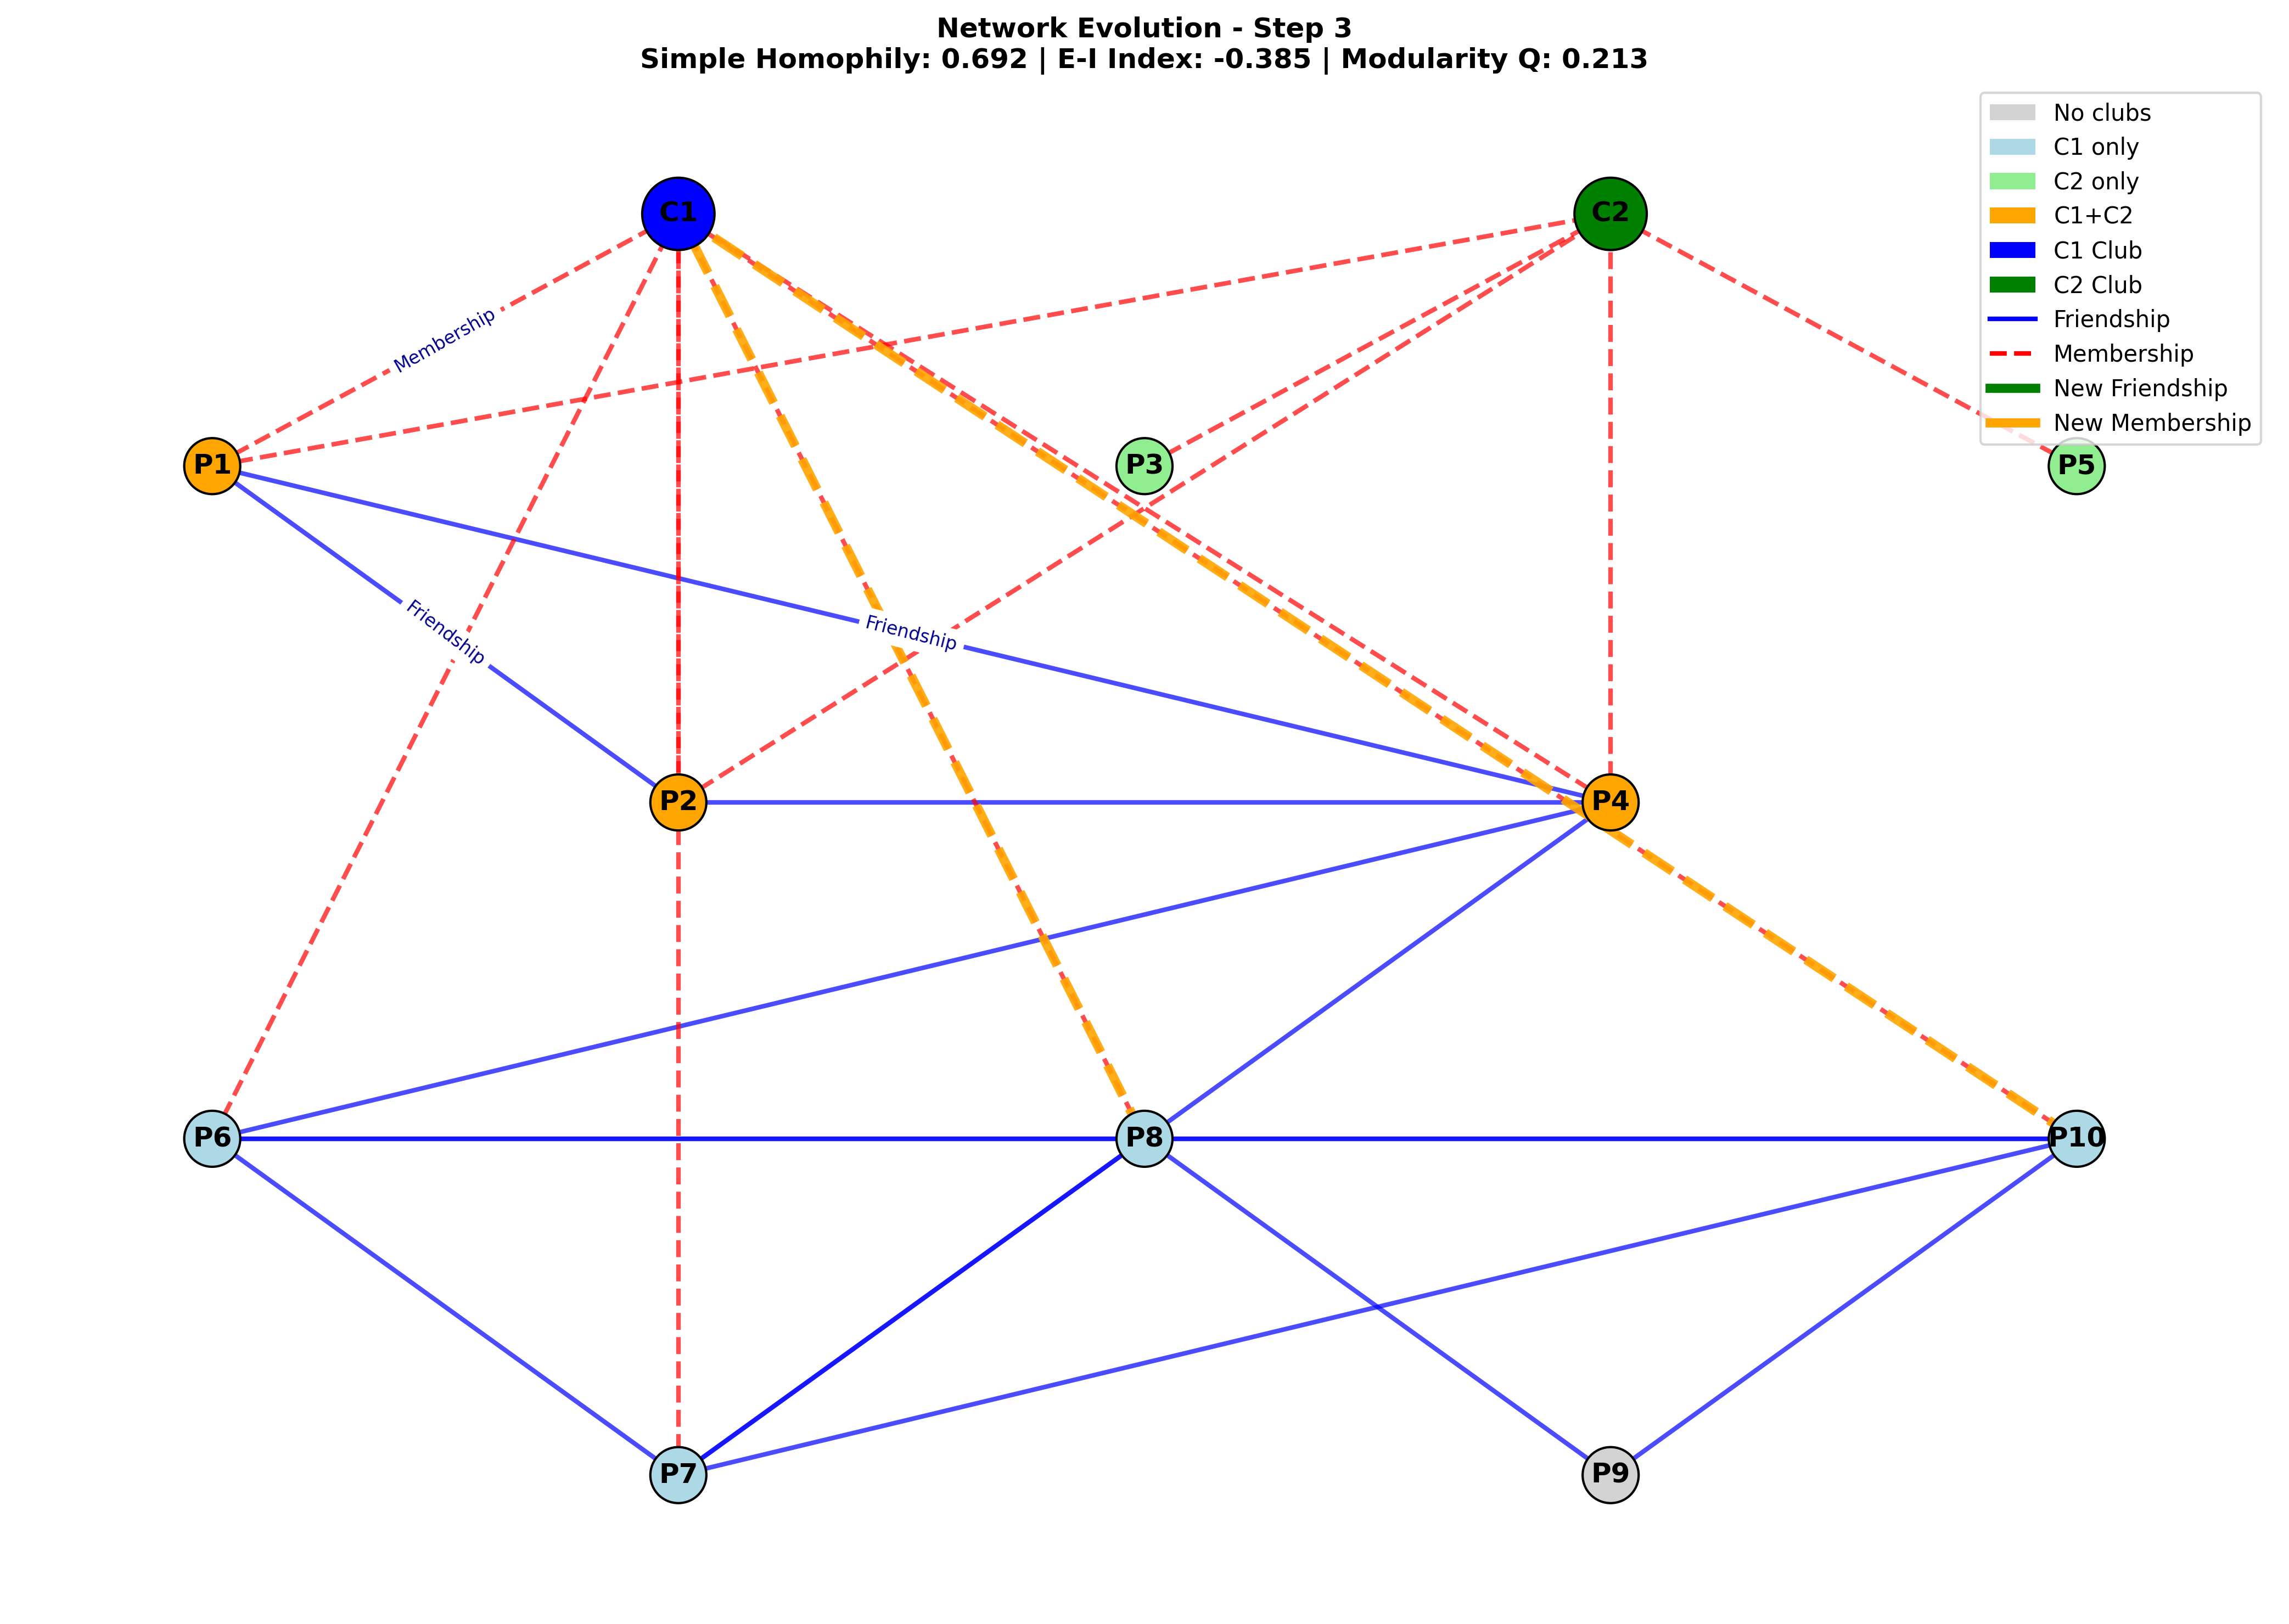 Network Evolution - Step 3
Simple Homophily: 0.692 | E-I Index: -0.385 | Modularity Q: 0.213
No clubs
C1 only
C2 only
C1+C2
C1 Club
C2 Club
Friendship
Membership
New Friendship
New Membership
C1
C2
Membership
P1
P3
P5
Friendship
Friendship
P2
P4
P6
P8
P10
P7
P9